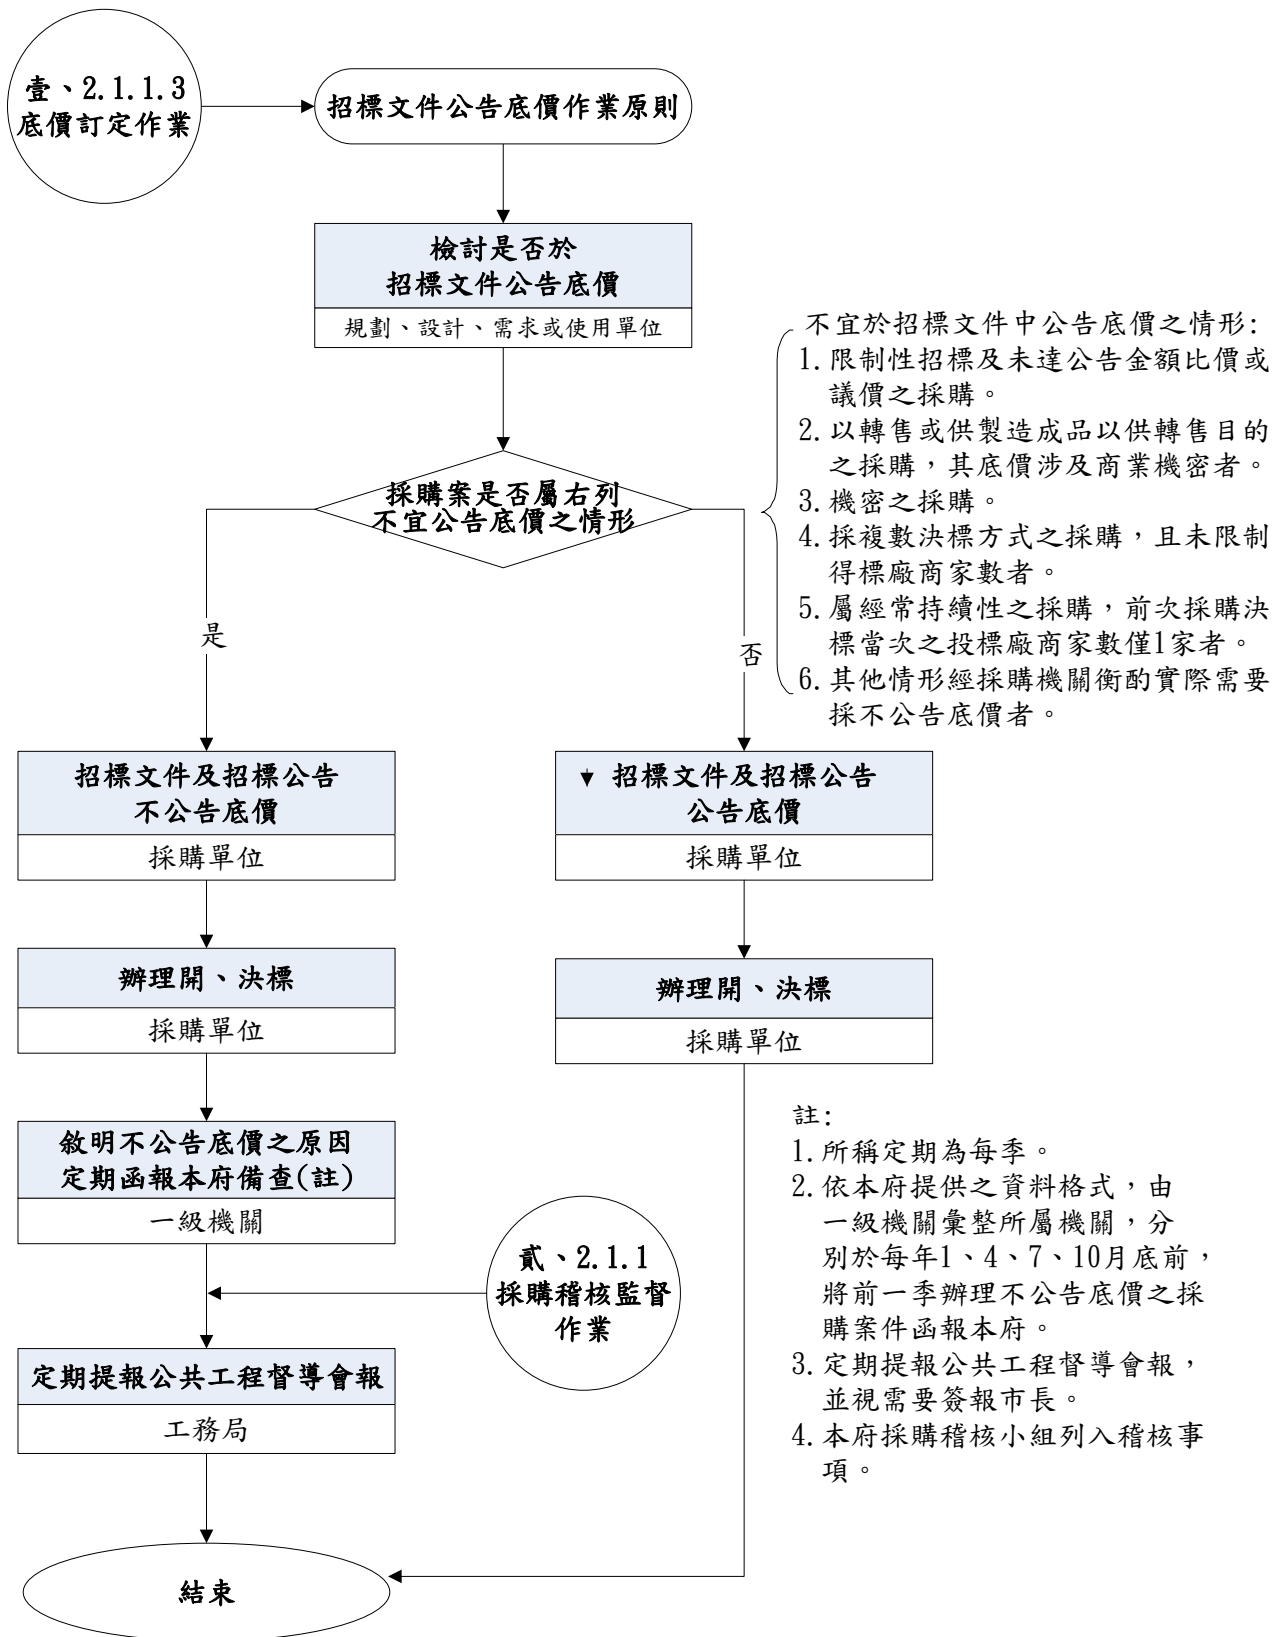 壹、2.1.1.3
底價訂定作業
招標文件公告底價作業原則
檢討是否於
招標文件公告底價
規劃、設計、需求或使用單位
採購案是否屬右列
不宜公告底價之情形
不宜於招標文件中公告底價之情形:
1.限制性招標及未達公告金額比價或
議價之採購。
2.以轉售或供製造成品以供轉售目的
之採購，其底價涉及商業機密者。
3.機密之採購。
4.採複數決標方式之採購，且未限制
得標廠商家數者。
5.屬經常持續性之採購，前次採購決
標當次之投標廠商家數僅1家者。
6.其他情形經採購機關衡酌實際需要
採不公告底價者。
是
否
招標文件及招標公告
不公告底價
採購單位
▼ 招標文件及招標公告
公告底價
採購單位
辦理開、決標
採購單位
辦理開、決標
採購單位
敘明不公告底價之原因
定期函報本府備查(註)
一級機關
貳、2.1.1
採購稽核監督
作業
定期提報公共工程督導會報
工務局
結束
註:
1.所稱定期為每季。
2.依本府提供之資料格式，由
一級機關彙整所屬機關，分
別於每年1、4、7、10月底前，
將前一季辦理不公告底價之採
購案件函報本府。
3.定期提報公共工程督導會報，
並視需要簽報市長。
4.本府採購稽核小組列入稽核事
項。